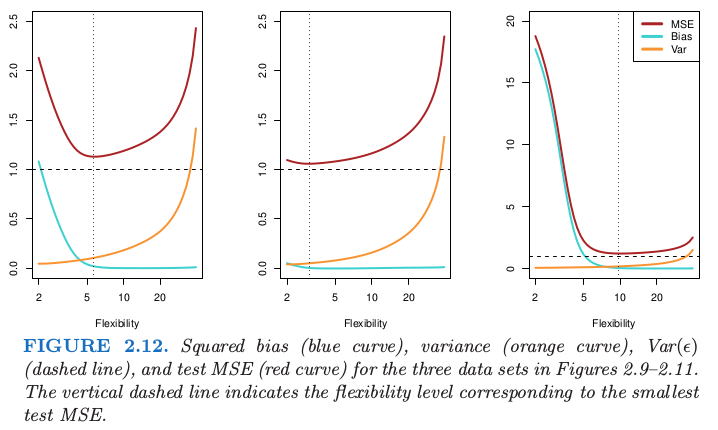 MSE
Bias
Var
2.5
2.0
1.5
1.0
0.5
0.0
2 5 10 20
Flexibility
2.5
2.0
1.5
1.0
0.5
0.0
2 5 10 20
Flexibility
20
15
10
5
0
2 5 10 20
Flexibility
FIGURE 2.12. Squared bias (blue curve), variance (orange curve), Var(ϵ)
(dashed line), and test MSE (red curve) for the three data sets in Figures 2.9–2.11.
The vertical dashed line indicates the flexibility level corresponding to the smallest
test MSE.